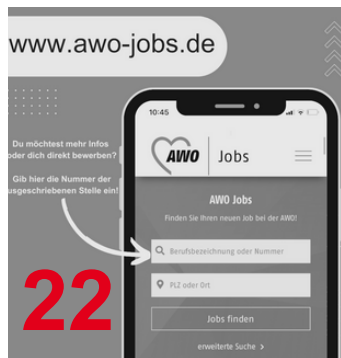 www.awo-jobs.de
10:45
AWO Jobs
Du möchtest mehr Infos
oder dich direkt bewerben?
Gib hier die Nummer der
ausgeschriebenen Stelle ein!
AWO Jobs
Finden Sie Ihren neuen Job bei der AWO!
Berufsbezeichnung oder Nummer
PLZ oder Ort
22
Jobs finden
erweiterte Suche >